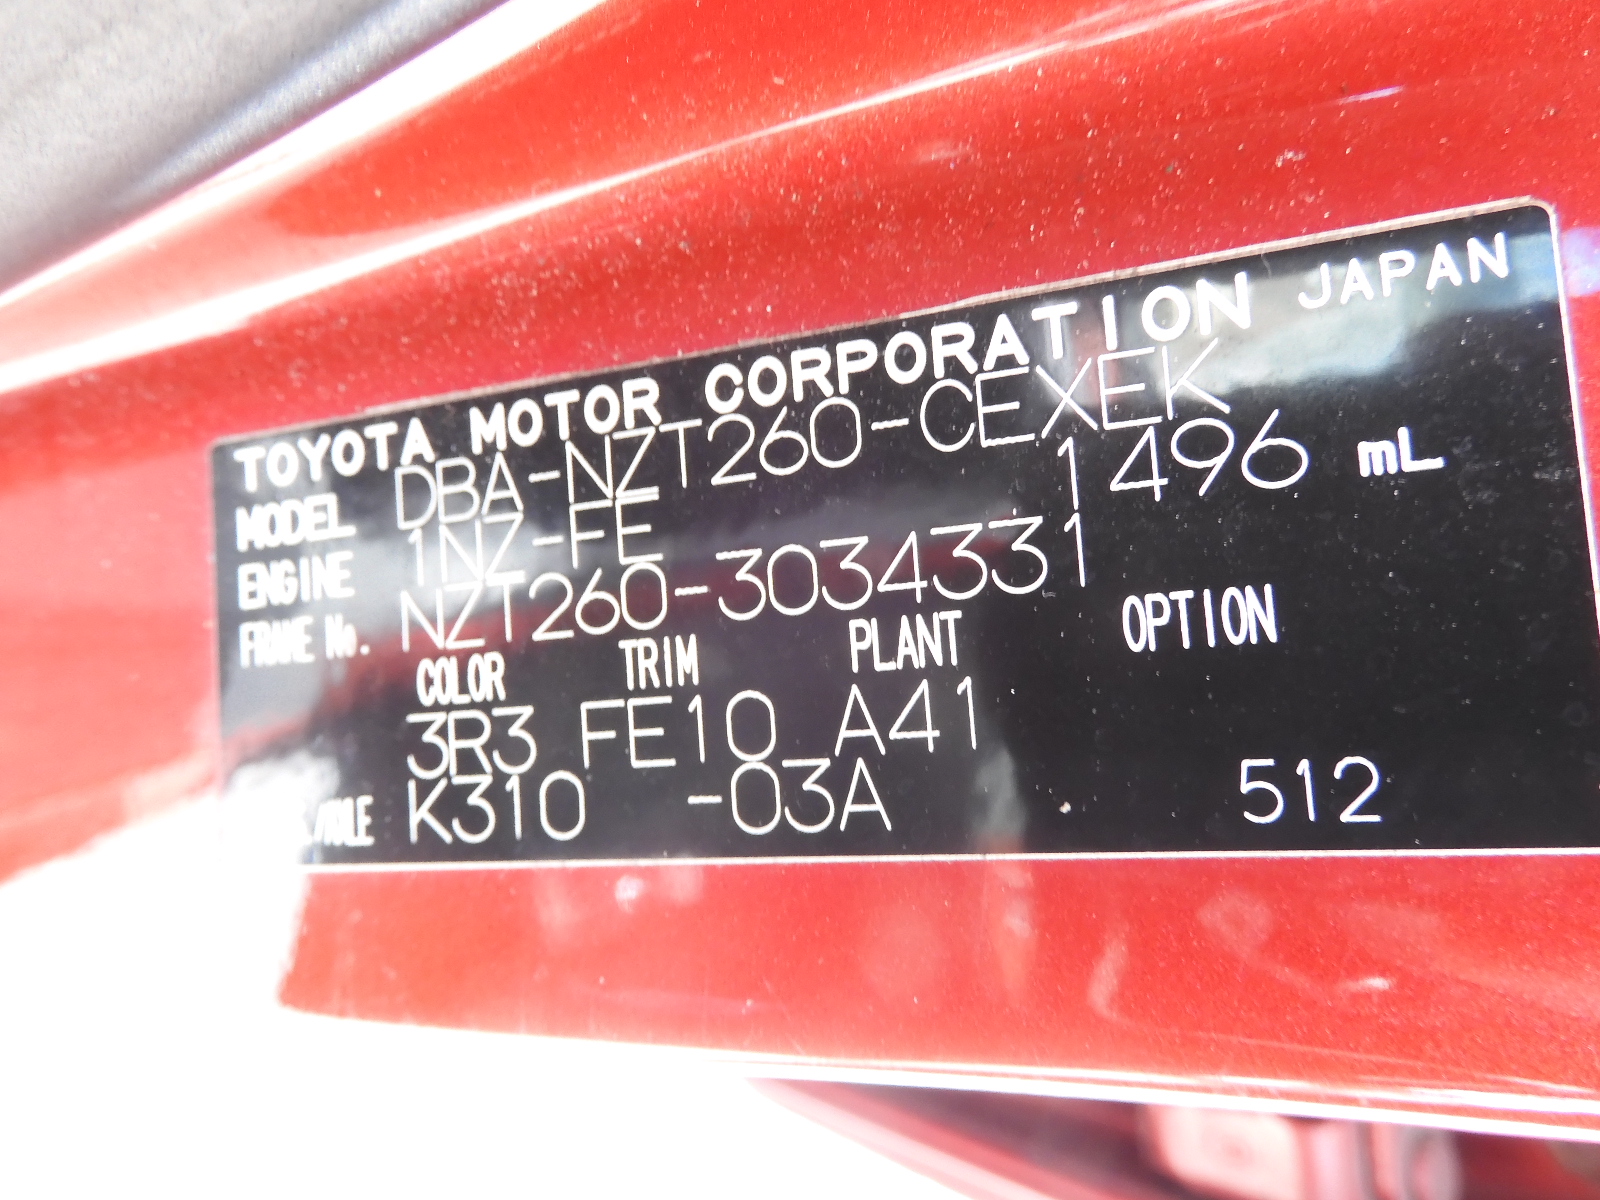 TOYOTA MOTOR CORPORATION JAPAN
MODEL DBA-NZT260-CEXEK
ENGINE 1NZ-FE 1496 mL
FRAME No. NZT260-3034331
COLOR TRIM PLANT OPTION
3R3 FE10 A41
K310 -03A 512